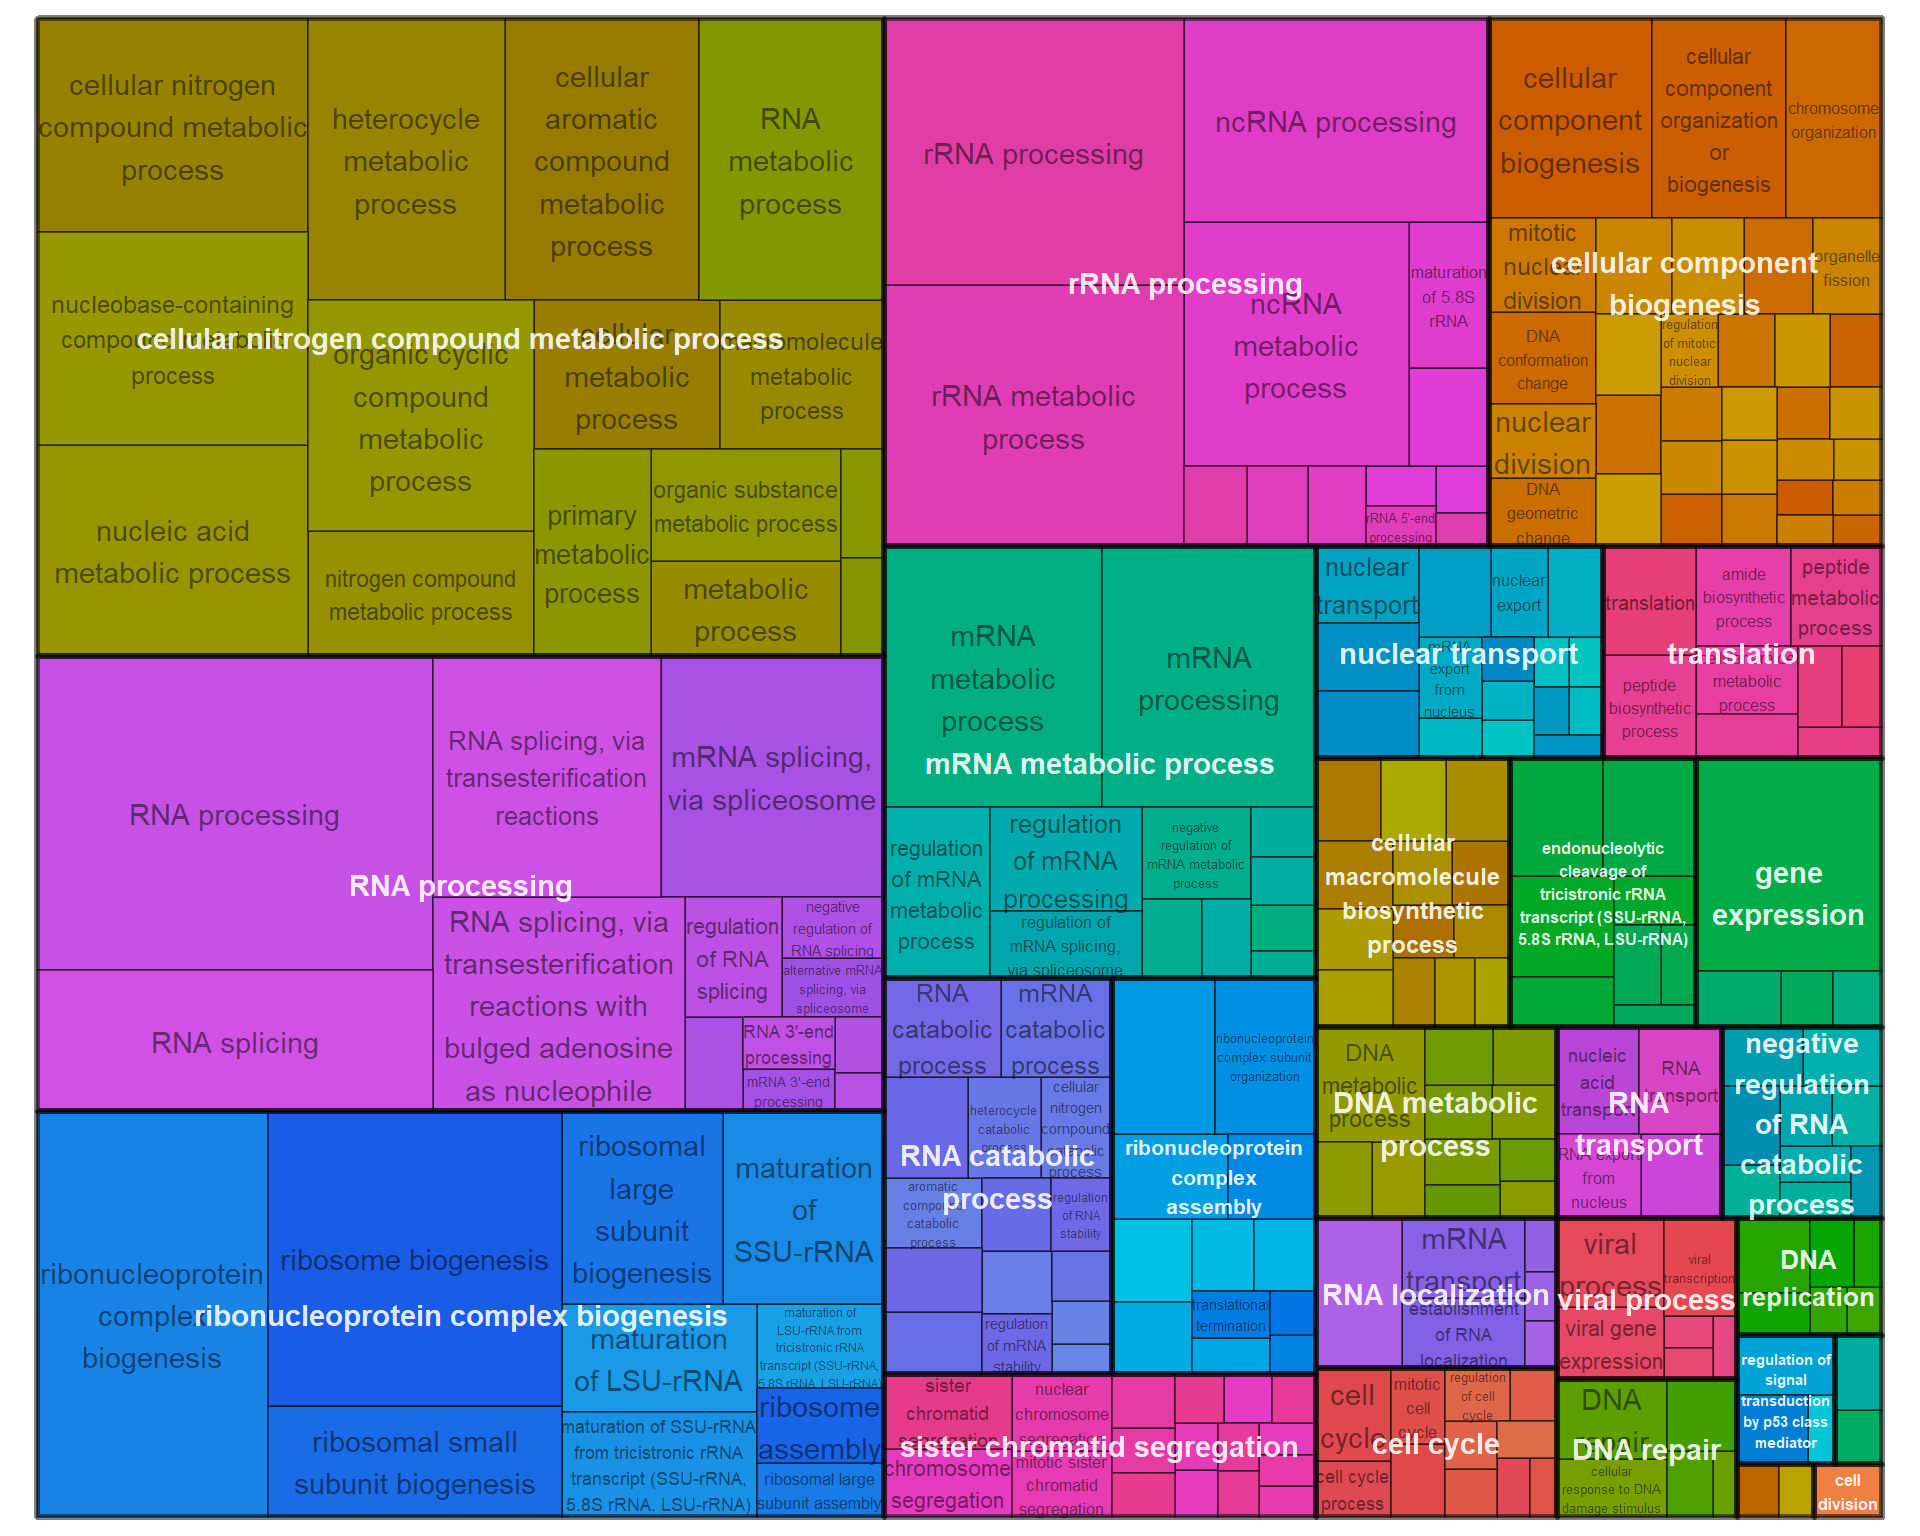 cellular nitrogen
compound metabolic
process
heterocycle
metabolic
process
cellular
aromatic
compound
metabolic
process
RNA
metabolic
process
nucleobase-containing
process
cellular nitrogen compound metabolic process
organic cyclic
compound
metabolic
process
cellular
metabolic
process
metabolic
process
nucleic acid
metabolic process
nitrogen compound
metabolic process
primary
metabolic
process
organic substance
metabolic process
metabolic
process
rRNA processing
ncRNA processing
rRNA processing
rRNA metabolic
process
ncRNA
metabolic
process
maturation
of 5.8S
rRNA
rRNA 5'-end
processing
cellular
component
biogenesis
cellular
component
organization
or
biogenesis
chromosome
organization
mitotic
nuclear
division
organelle
fission
cellular component
biogenesis
DNA
conformation
change
regulation
of mitotic
nuclear
division
nuclear
division
DNA
geometric
change
RNA processing
RNA splicing, via
transesterification
reactions
mRNA splicing,
via spliceosome
RNA processing
RNA splicing
RNA splicing, via
transesterification
reactions with
bulged adenosine
as nucleophile
regulation
of RNA
splicing
negative
regulation of
RNA splicing
alternative mRNA
splicing, via
spliceosome
RNA 3'-end
processing
mRNA 3'-end
processing
mRNA
metabolic
process
mRNA
processing
mRNA metabolic process
regulation
of mRNA
metabolic
process
regulation
of mRNA
processing
regulation of
mRNA splicing,
via spliceosome
negative
regulation of
mRNA metabolic
process
nuclear
transport
nuclear
export
nuclear transport
mRNA
export
from
nucleus
translation
amide
biosynthetic
process
peptide
metabolic
process
translation
peptide
biosynthetic
process
metabolic
process
cellular
macromolecule
biosynthetic
process
endonucleolytic
cleavage of
tricistronic rRNA
transcript (SSU-rRNA,
5.8S rRNA, LSU-rRNA)
gene
expression
ribonucleoprotein
complex
biogenesis
ribosome biogenesis
ribosomal
large
subunit
biogenesis
maturation
of
SSU-rRNA
ribonucleoprotein complex biogenesis
ribosomal small
subunit biogenesis
maturation
of LSU-rRNA
maturation of
LSU-rRNA from
tricistronic rRNA
transcript (SSU-rRNA,
5.8S rRNA, LSU-rRNA)
maturation of SSU-rRNA
from tricistronic rRNA
transcript (SSU-rRNA,
5.8S rRNA, LSU-rRNA)
ribosome
assembly
ribosomal large
subunit assembly
RNA
catabolic
process
mRNA
catabolic
process
heterocycle
catabolic
process
cellular
nitrogen
compound
catabolic
process
RNA catabolic
process
aromatic
compound
catabolic
process
regulation
of RNA
stability
regulation
of mRNA
stability
ribonucleoprotein
complex subunit
organization
ribonucleoprotein
complex
assembly
translational
termination
DNA
metabolic
process
DNA metabolic
process
nucleic
acid
transport
RNA
transport
RNA
transport
RNA export
from
nucleus
negative
regulation
of RNA
catabolic
process
mRNA
transport
RNA localization
establishment
of RNA
localization
viral
process
viral
transcription
viral process
viral gene
expression
DNA
replication
sister
chromatid
segregation
nuclear
chromosome
segregation
sister chromatid segregation
chromosome
segregation
mitotic sister
chromatid
segregation
cell
cycle
mitotic
cell
cycle
regulation
of cell
cycle
cell cycle
cell cycle
process
DNA
repair
DNA repair
cellular
response to DNA
damage stimulus
regulation of
signal
transduction
by p53 class
mediator
cell
division